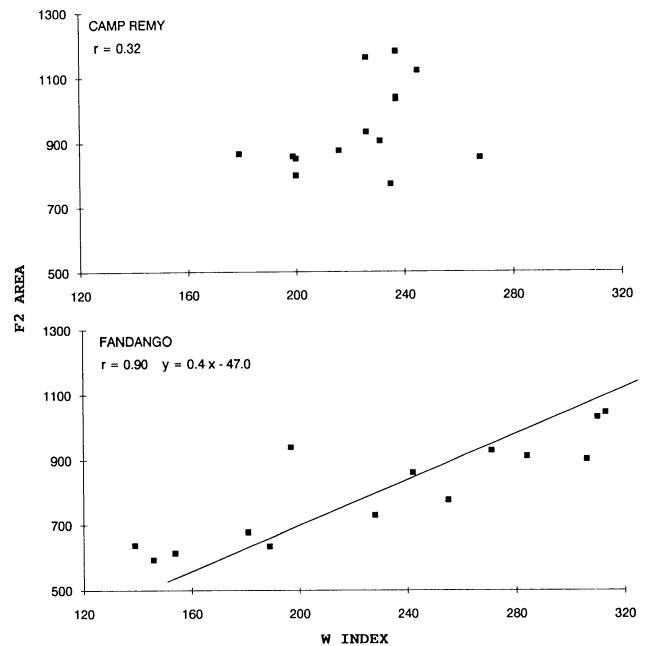 1300
CAMP REMY
r = 0.32
1100
900
700
500
120 160 200 240 280 320
F2 AREA
1300
FANDANGO
r = 0.90 y = 0.4 x - 47.0
1100
900
700
500
120 160 200 240 280 320
W INDEX